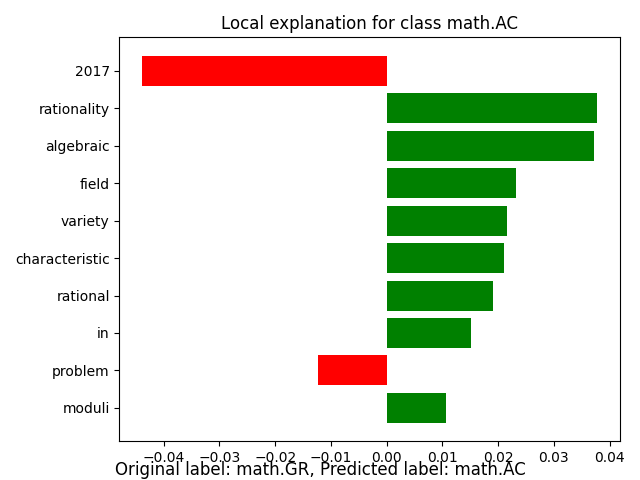 Local explanation for class math.AC
2017
rationality
algebraic
field
variety
characteristic
rational
in
problem
moduli
−0.04 −0.03 −0.02 −0.01 0.00 0.01 0.02 0.03 0.04
Original label: math.GR, Predicted label: math.AC